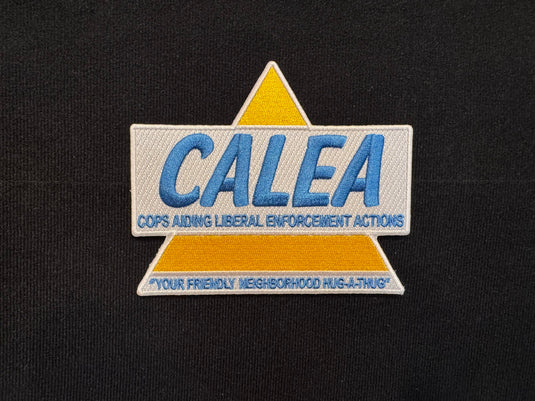 CALEA
COPS AIDING LIBERAL ENFORCEMENT ACTIONS
"YOUR FRIENDLY NEIGHBORHOOD HUG-A-THUG"